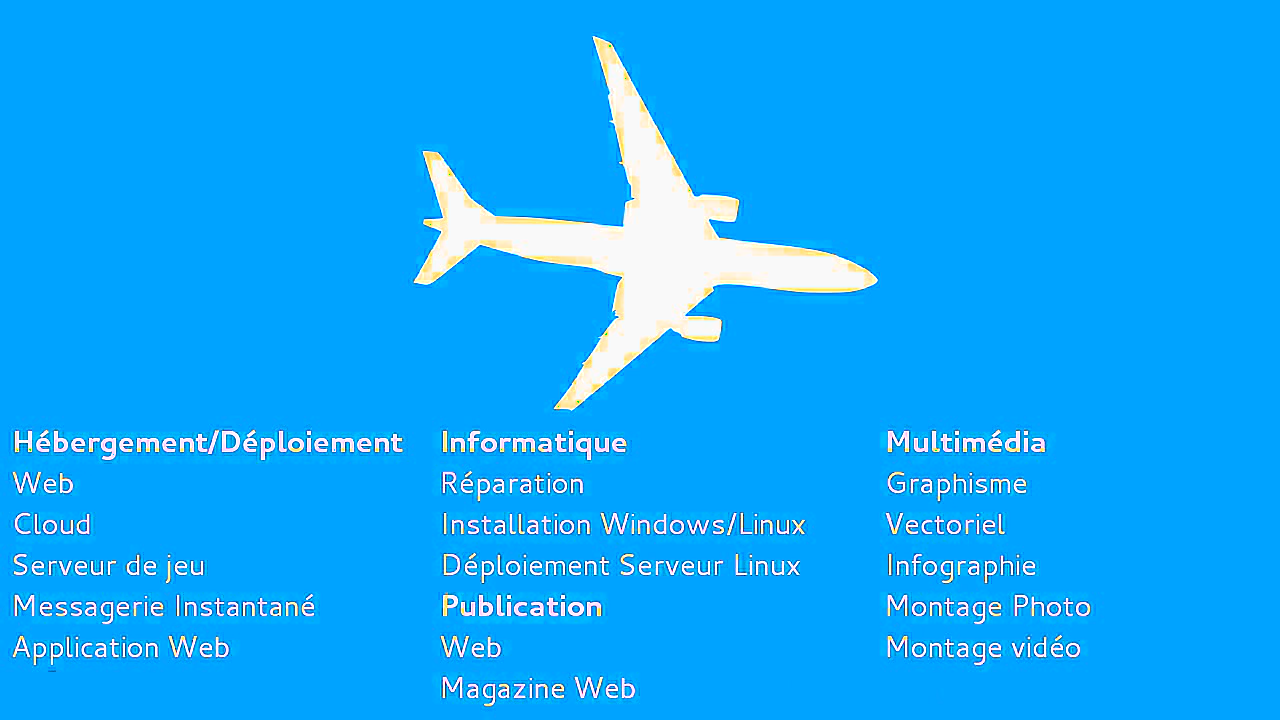 Hébergement/Déploiement
Web
Cloud
Serveur de jeu
Messagerie Instantané
Application Web
Informatique
Réparation
Installation Windows/Linux
Déploiement Serveur Linux
Publication
Web
Magazine Web
Multimédia
Graphisme
Vectoriel
Infographie
Montage Photo
Montage vidéo